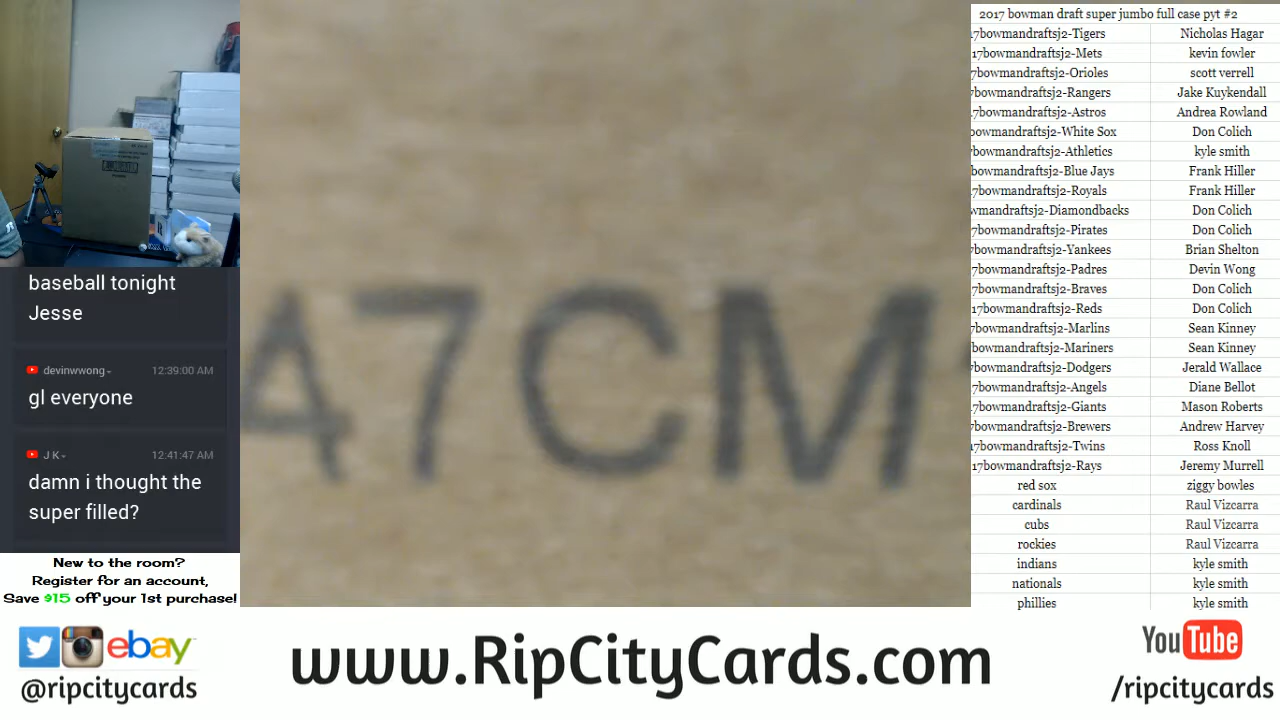 baseball tonight
Jesse
devinwwong 12:39:00 AM
gl everyone
J K 12:41:47 AM
damn i thought the
super filled?
New to the room?
Register for an account,
Save $15 off your 1st purchase!
47CM
2017 bowman draft super jumbo full case pyt #2
17bowmandraftsj2-Tigers Nicholas Hagar
17bowmandraftsj2-Mets kevin fowler
7bowmandraftsj2-Orioles scott verrell
7bowmandraftsj2-Rangers Jake Kuykendall
17bowmandraftsj2-Astros Andrea Rowland
bowmandraftsj2-White Sox Don Colich
7bowmandraftsj2-Athletics kyle smith
bowmandraftsj2-Blue Jays Frank Hiller
17bowmandraftsj2-Royals Frank Hiller
wmandraftsj2-Diamondbacks Don Colich
17bowmandraftsj2-Pirates Don Colich
7bowmandraftsj2-Yankees Brian Shelton
17bowmandraftsj2-Padres Devin Wong
17bowmandraftsj2-Braves Don Colich
17bowmandraftsj2-Reds Don Colich
7bowmandraftsj2-Marlins Sean Kinney
bowmandraftsj2-Mariners Sean Kinney
7bowmandraftsj2-Dodgers Jerald Wallace
17bowmandraftsj2-Angels Diane Bellot
17bowmandraftsj2-Giants Mason Roberts
7bowmandraftsj2-Brewers Andrew Harvey
17bowmandraftsj2-Twins Ross Knoll
17bowmandraftsj2-Rays Jeremy Murrell
red sox ziggy bowles
cardinals Raul Vizcarra
cubs Raul Vizcarra
rockies Raul Vizcarra
indians kyle smith
nationals kyle smith
phillies kyle smith
ebay
@ripcitycards
www.RipCityCards.com
YouTube
/ripcitycards